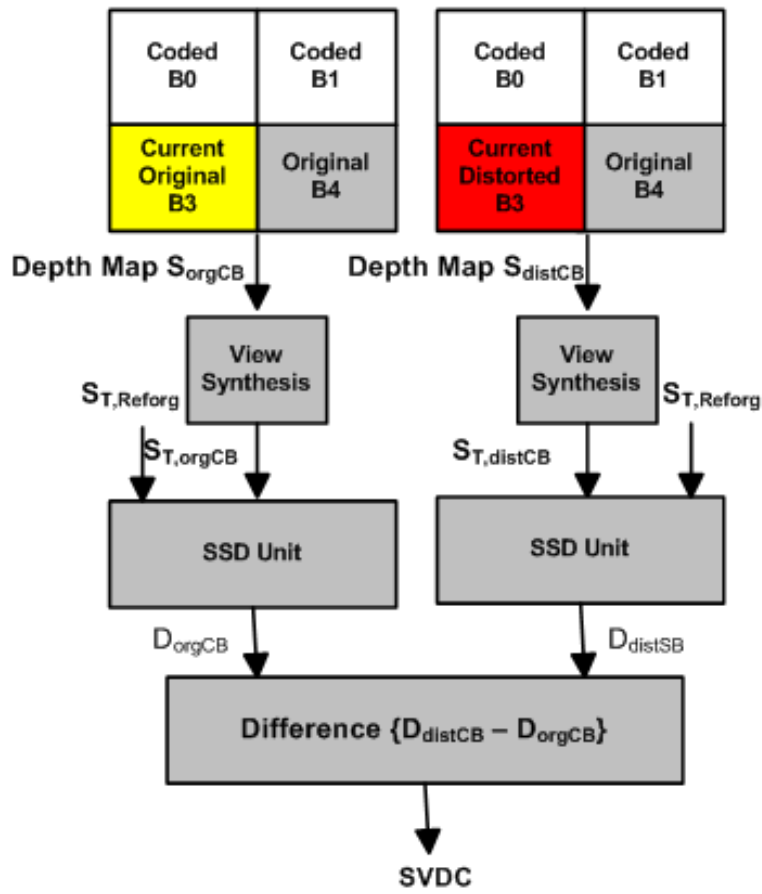 Coded B0
Coded B1
Coded B0
Coded B1
Current Original B3
Original B4
Current Distorted B3
Original B4
Depth Map SorgCB
Depth Map SdistCB
View Synthesis
View Synthesis
ST,Reforg
ST,Reforg
ST,orgCB
ST,distCB
SSD Unit
SSD Unit
DorgCB
DdistSB
Difference {DdistCB – DorgCB}
SVDC